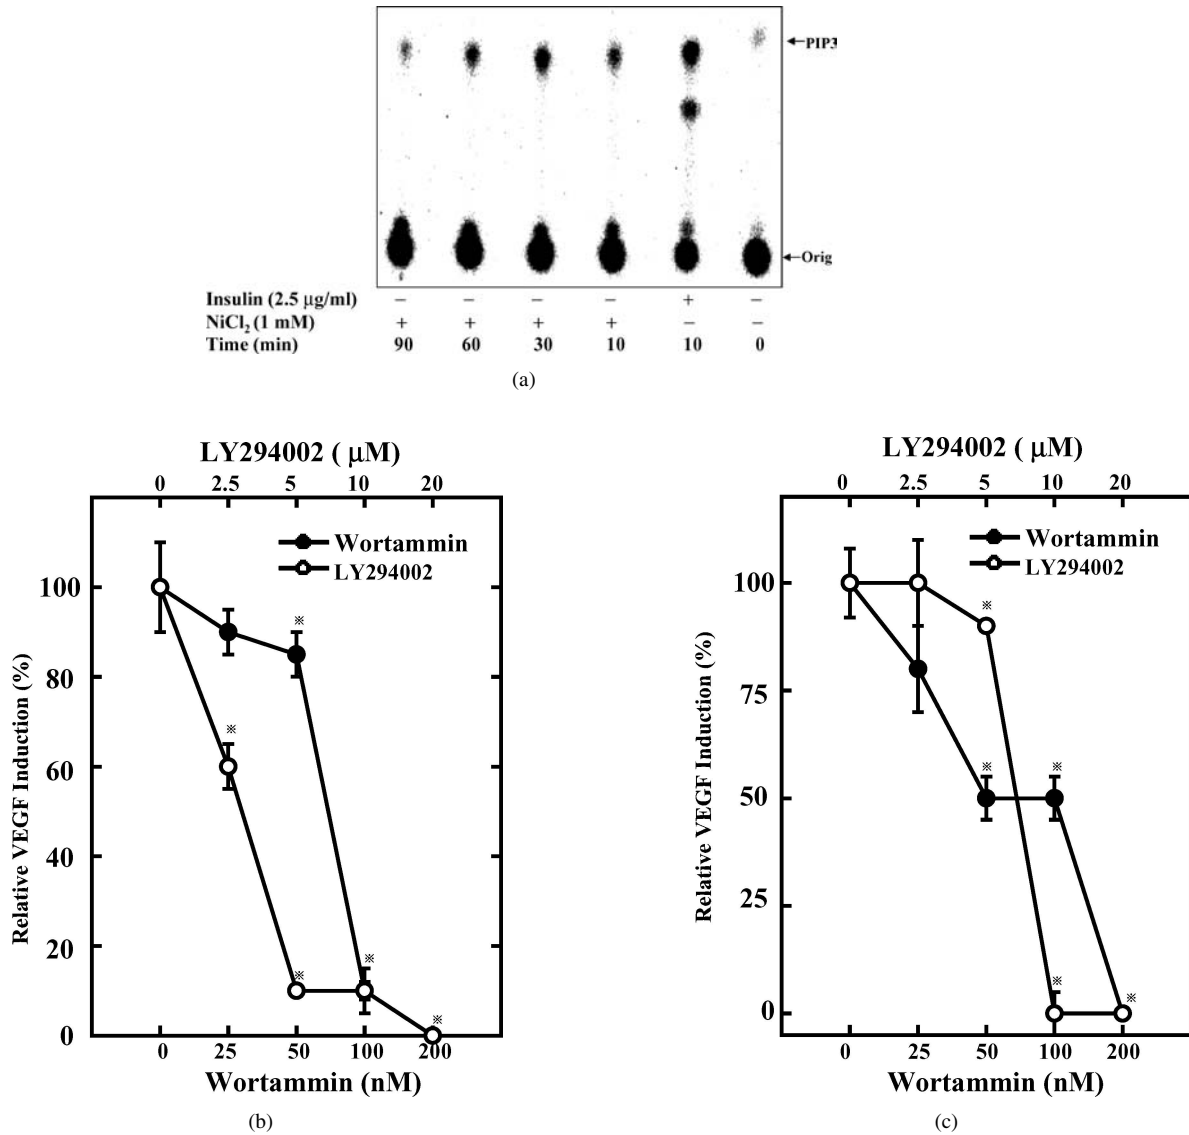 PIP3
Orig
Insulin (2.5 μg/ml) − − − − + −
NiCl2 (1 mM) + + + + − −
Time (min) 90 60 30 10 10 0
(a)
LY294002 ( μM)
0 2.5 5 10 20
Wortammin
LY294002
※
※
※
※
※
100
80
60
40
20
0
Relative VEGF Induction (%)
0 25 50 100 200
Wortammin (nM)
(b)
LY294002 ( μM)
0 2.5 5 10 20
Wortammin
LY294002
※
※
※
※
※
100
75
50
25
0
Relative VEGF Induction (%)
0 25 50 100 200
Wortammin (nM)
(c)